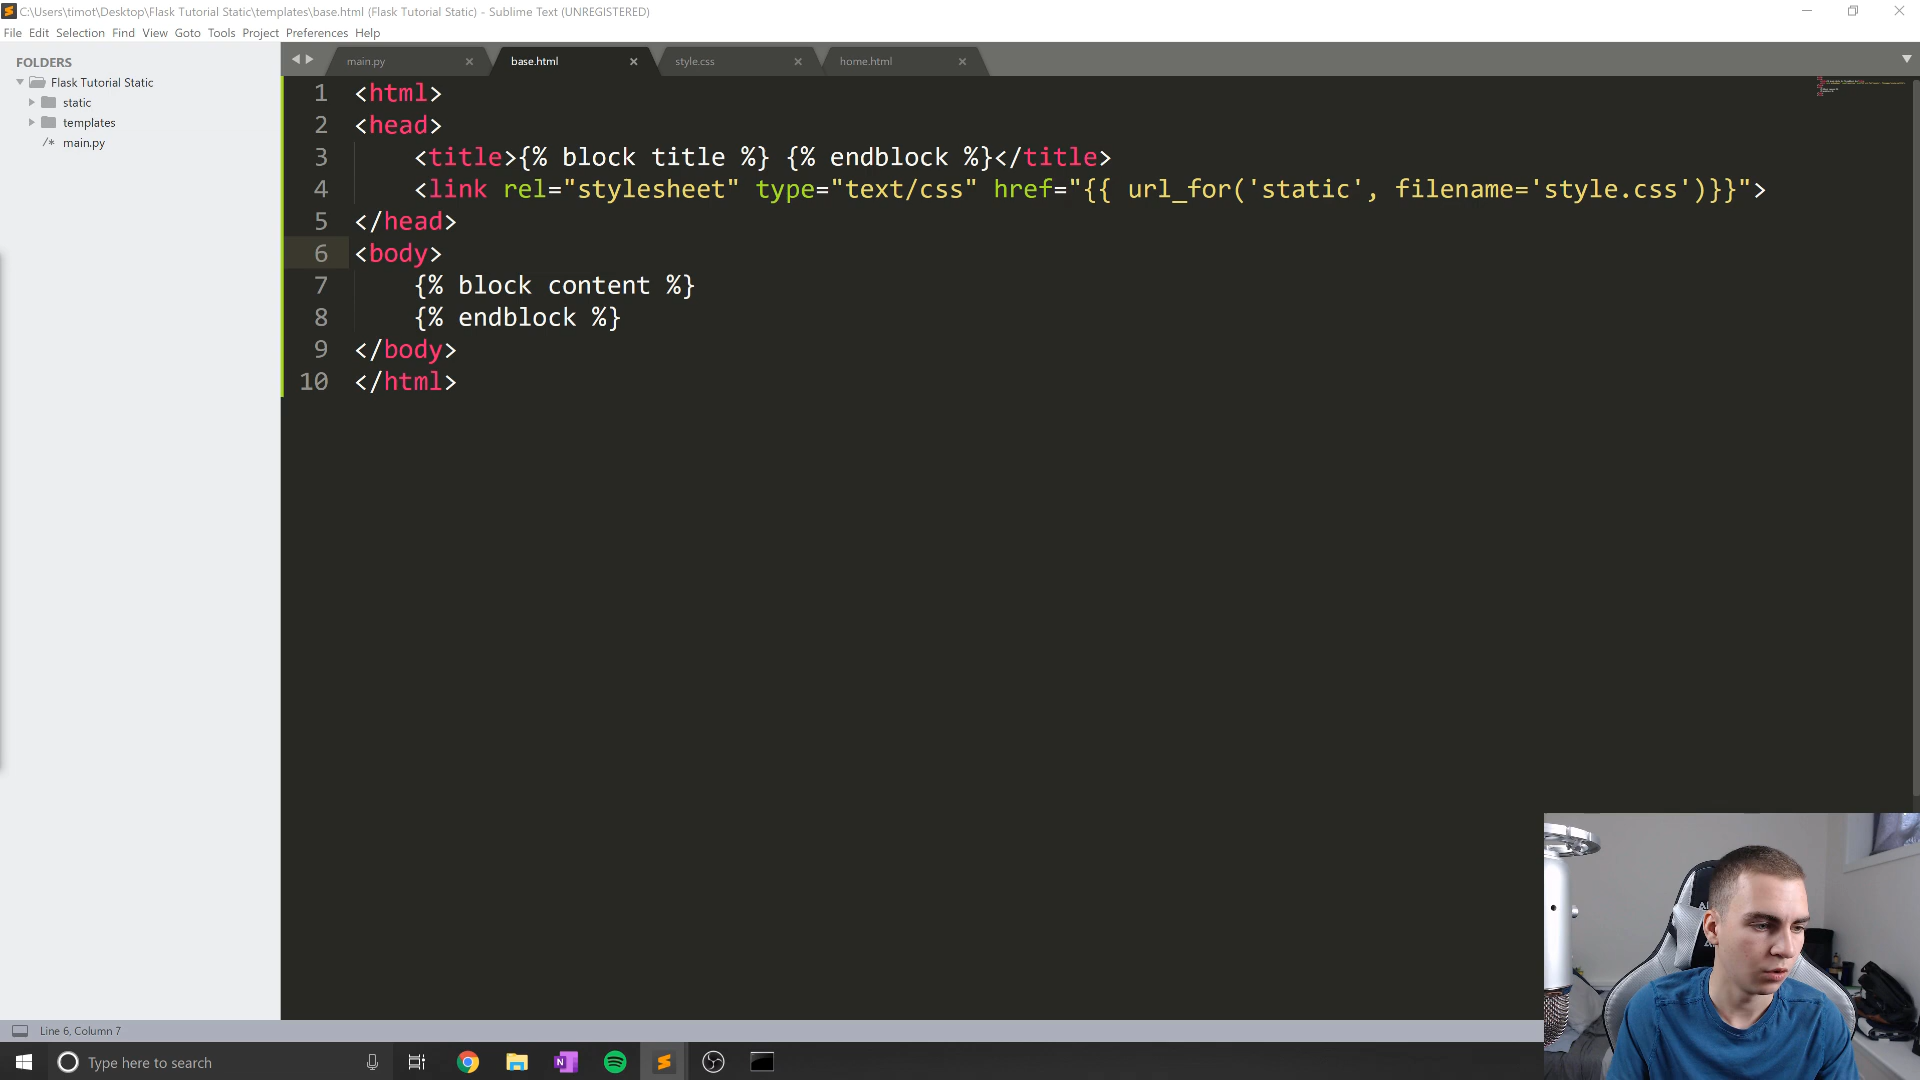 C:\Users\timot\Desktop\Flask Tutorial Static\templates\base.html (Flask Tutorial Static) - Sublime Text (UNREGISTERED)
File Edit Selection Find View Goto Tools Project Preferences Help
FOLDERS
Flask Tutorial Static
static
templates
/* main.py
main.py base.html style.css home.html
1 <html>
2 <head>
3 <title>{% block title %} {% endblock %}</title>
4 <link rel="stylesheet" type="text/css" href="{{ url_for('static', filename='style.css')}}">
5 </head>
6 <body>
7 {% block content %}
8 {% endblock %}
9 </body>
10 </html>
Line 6, Column 7
Type here to search